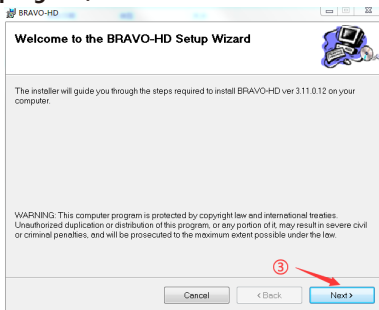 BRAVO-HD
Welcome to the BRAVO-HD Setup Wizard
The installer will guide you through the steps required to install BRAVO-HD ver 3.11.0.12 on your
computer.
WARNING: This computer program is protected by copyright law and international treaties.
Unauthorized duplication or distribution of this program, or any portion of it, may result in severe civil
or criminal penalties, and will be prosecuted to the maximum extent possible under the law.
③
Cancel
< Back
Next >